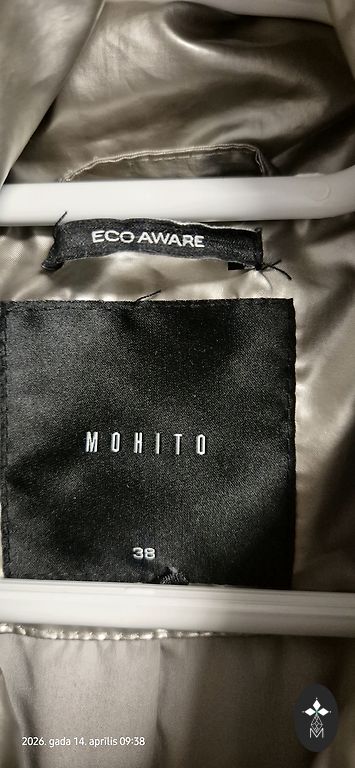 ECO AWARE
MOHITO
38
2026. gada 14. aprīlis 09:38
M